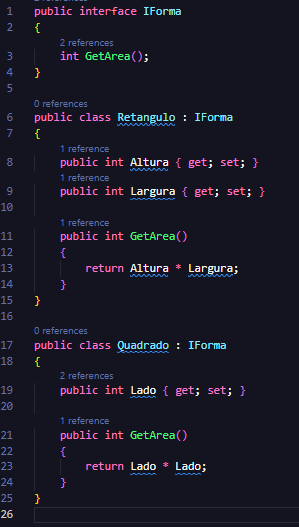 1 public interface IForma
2 {
2 references
3 int GetArea();
4 }
5
0 references
6 public class Retangulo : IForma
7 {
1 reference
8 public int Altura { get; set; }
1 reference
9 public int Largura { get; set; }
10
1 reference
11 public int GetArea()
12 {
13 return Altura * Largura;
14 }
15 }
16
0 references
17 public class Quadrado : IForma
18 {
2 references
19 public int Lado { get; set; }
20
1 reference
21 public int GetArea()
22 {
23 return Lado * Lado;
24 }
25 }
26